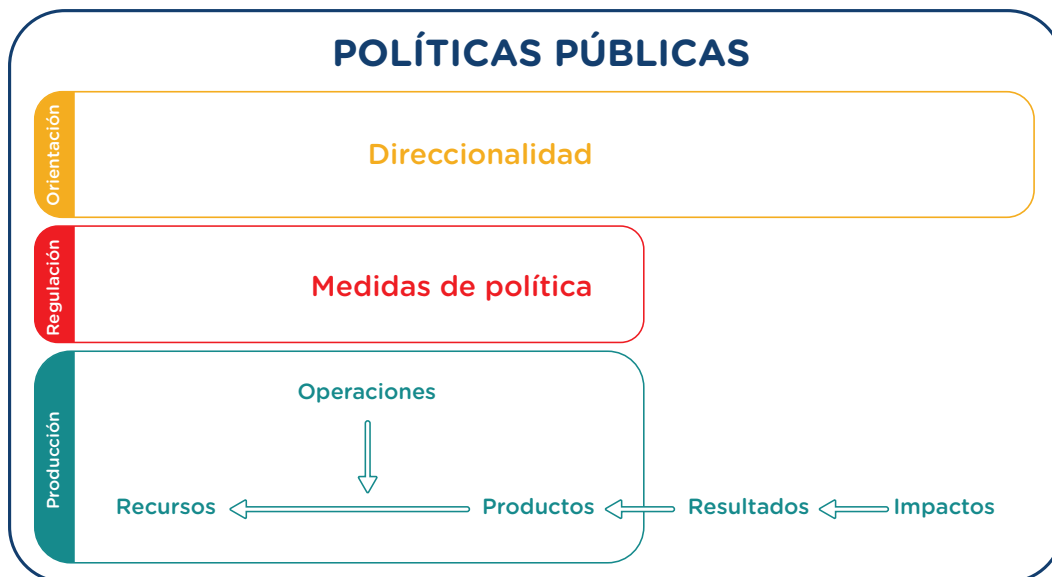 POLÍTICAS PÚBLICAS
Orientación
Direccionalidad
Regulación
Medidas de política
Producción
Operaciones
Recursos
Productos
Resultados
Impactos